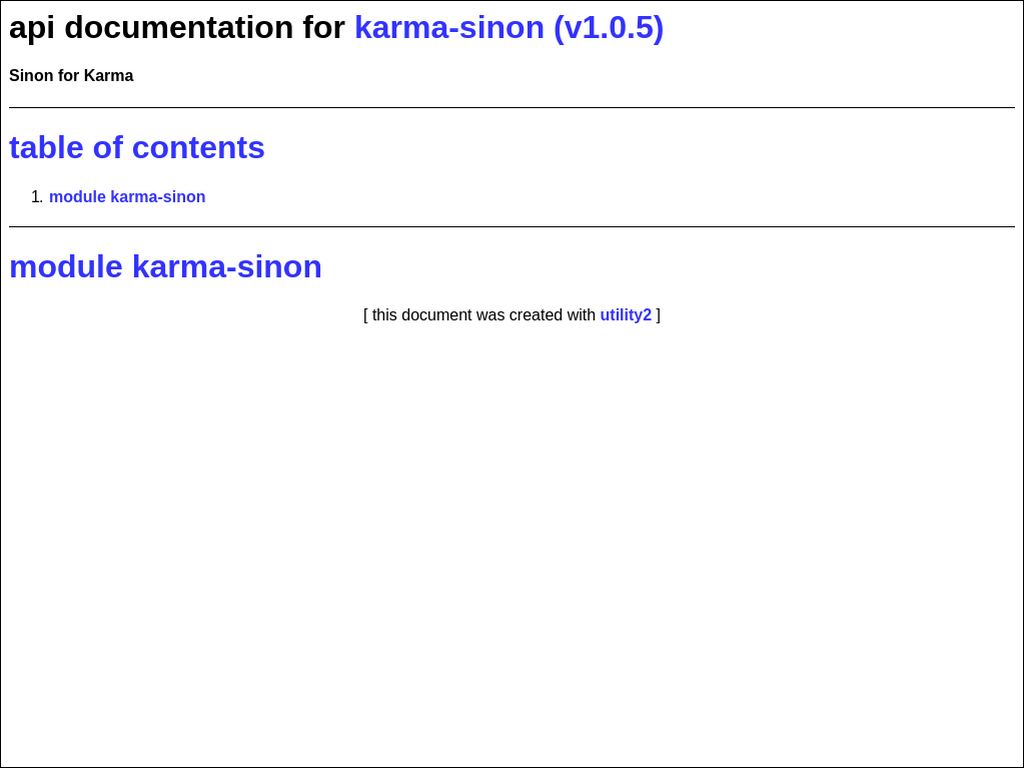 api documentation for karma-sinon (v1.0.5)
Sinon for Karma
table of contents
1. module karma-sinon
module karma-sinon
[ this document was created with utility2 ]